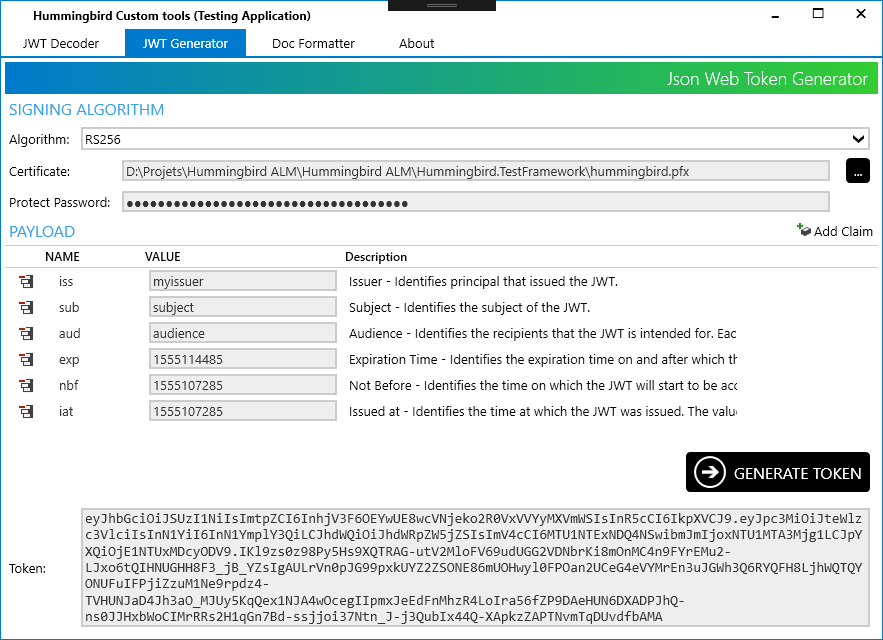 Hummingbird Custom tools (Testing Application)
JWT Decoder JWT Generator Doc Formatter About
Json Web Token Generator
SIGNING ALGORITHM
Algorithm: RS256
Certificate: D:\Projets\Hummingbird ALM\Hummingbird ALM\Hummingbird.TestFramework\hummingbird.pfx ...
Protect Password: ●●●●●●●●●●●●●●●●●●●●●●●●●●●●●●●●●●●●
PAYLOAD Add Claim
NAME VALUE Description
iss myissuer Issuer - Identifies principal that issued the JWT.
sub subject Subject - Identifies the subject of the JWT.
aud audience Audience - Identifies the recipients that the JWT is intended for. Eac
exp 1555114485 Expiration Time - Identifies the expiration time on and after which th
nbf 1555107285 Not Before - Identifies the time on which the JWT will start to be acc
iat 1555107285 Issued at - Identifies the time at which the JWT was issued. The value
GENERATE TOKEN
Token:
eyJhbGciOiJSUzI1NiIsImtpZCI6InhjV3F6OEYwUE8wcVNjeko2R0VxVVYyMXVmWSIsInR5cCI6IkpXVCJ9.eyJpc3MiOiJteWlz
c3VlciIsInN1YiI6InN1YmplY3QiLCJhdWQiOiJhdWRpZW5jZSIsImV4cCI6MTU1NTExNDQ4NSwibmJmIjoxNTU1MTA3Mjg1LCJpY
XQiOjE1NTUxMDcyODV9.IKl9zs0z98Py5Hs9XQTRAG-utV2MloFV69udUGG2VDNbrKi8mOnMC4n9FYrEMu2-
LJxo6tQIHNUGHH8F3_jB_YZsIgAULrVn0pJG99pxkUYZ2ZSONE86mUOHwyl0FPOan2UCeG4eVYMrEn3uJGWh3Q6RYQFH8LjhWQTQY
ONUFuIFPjiZzuM1Ne9rpdz4-
TVHUNJaD4Jh3aO_MJUy5KqQex1NJA4wOcegIIpmxJeEdFnMhzR4LoIra56fZP9DAeHUN6DXADPJhQ-
ns0JJHxbWoCIMrRRs2H1qGn7Bd-ssjjoi37Ntn_J-j3QubIx44Q-XApkzZAPTNvmTqDUvdfbAMA